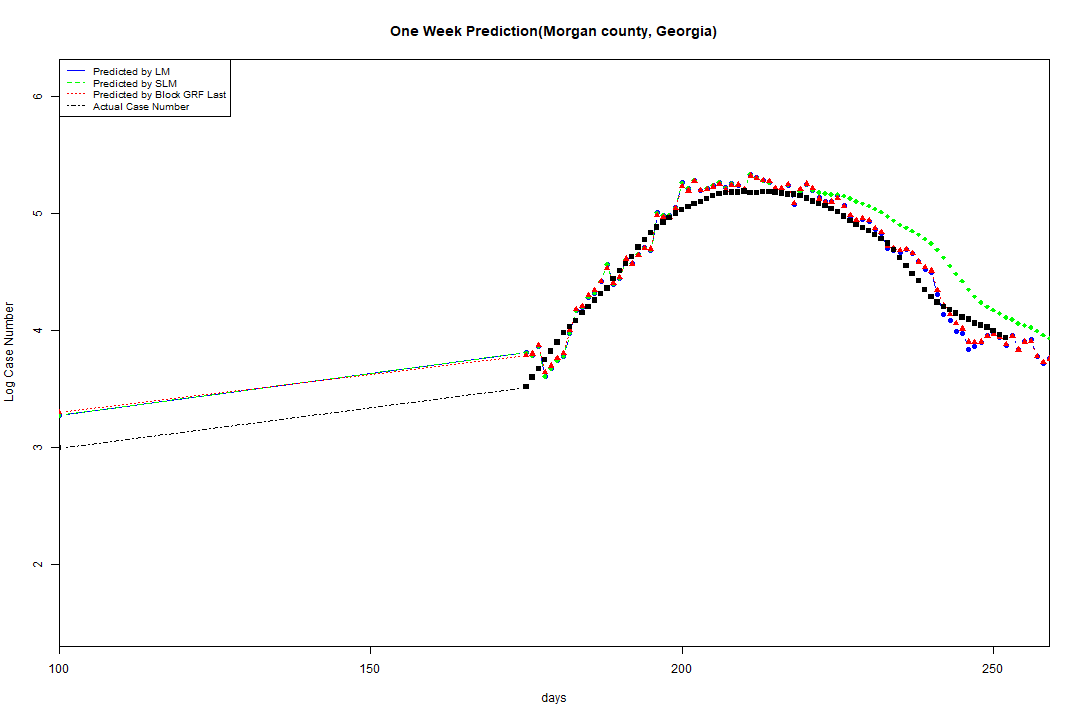 One Week Prediction(Morgan county, Georgia)
Predicted by LM
Predicted by SLM
Predicted by Block GRF Last
Actual Case Number
6
5
4
3
2
Log Case Number
100
150
200
250
days